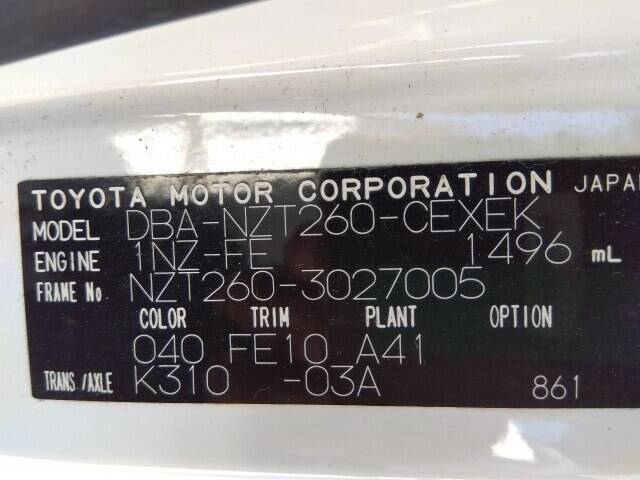 TOYOTA MOTOR CORPORATION JAPAN
MODEL DBA-NZT260-CEXEK
ENGINE 1NZ-FE 1496 mL
FRAME No NZT260-3027005
COLOR TRIM PLANT OPTION
040 FE10 A41
TRANS./AXLE K310 -03A 861